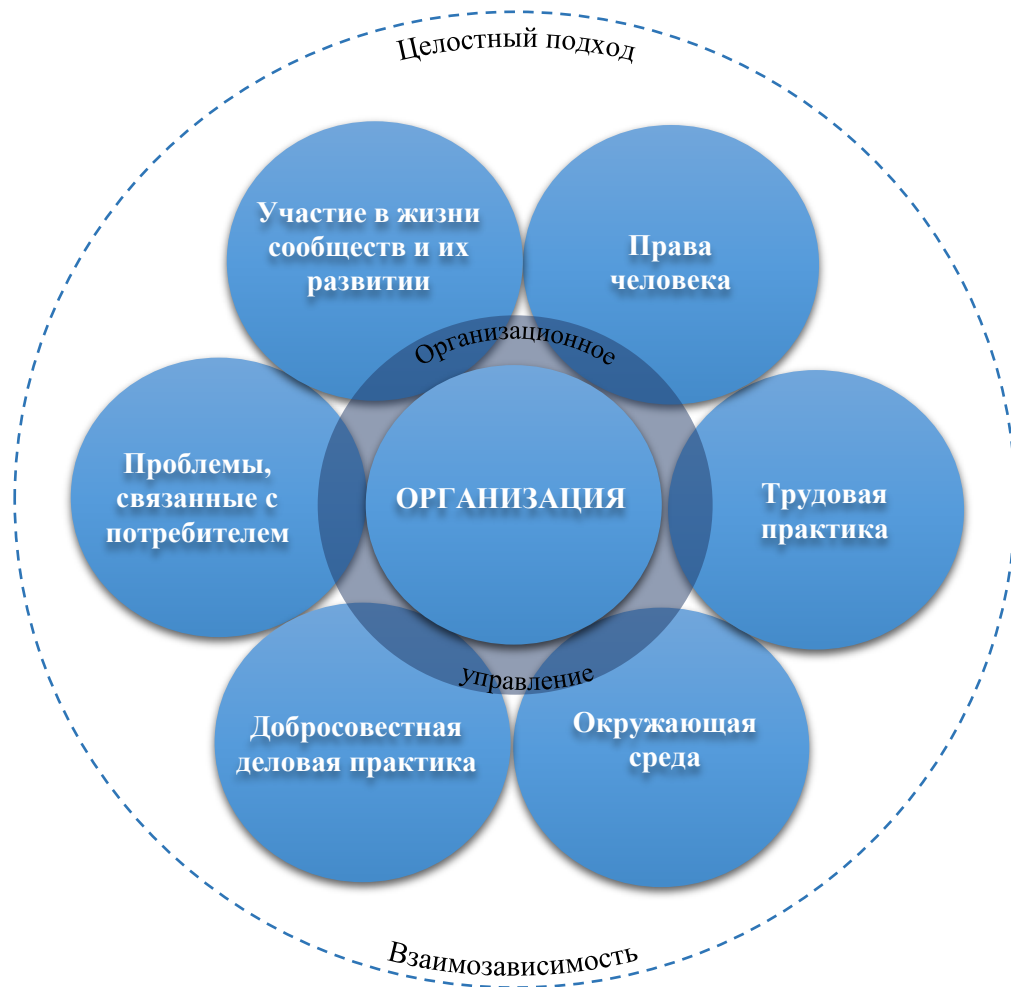 Целостный подход
Участие в жизни
сообществ и их
развитии
Права
человека
Организационное
Проблемы,
связанные с
потребителем
ОРГАНИЗАЦИЯ
Трудовая
практика
управление
Добросовестная
деловая практика
Окружающая
среда
Взаимозависимость